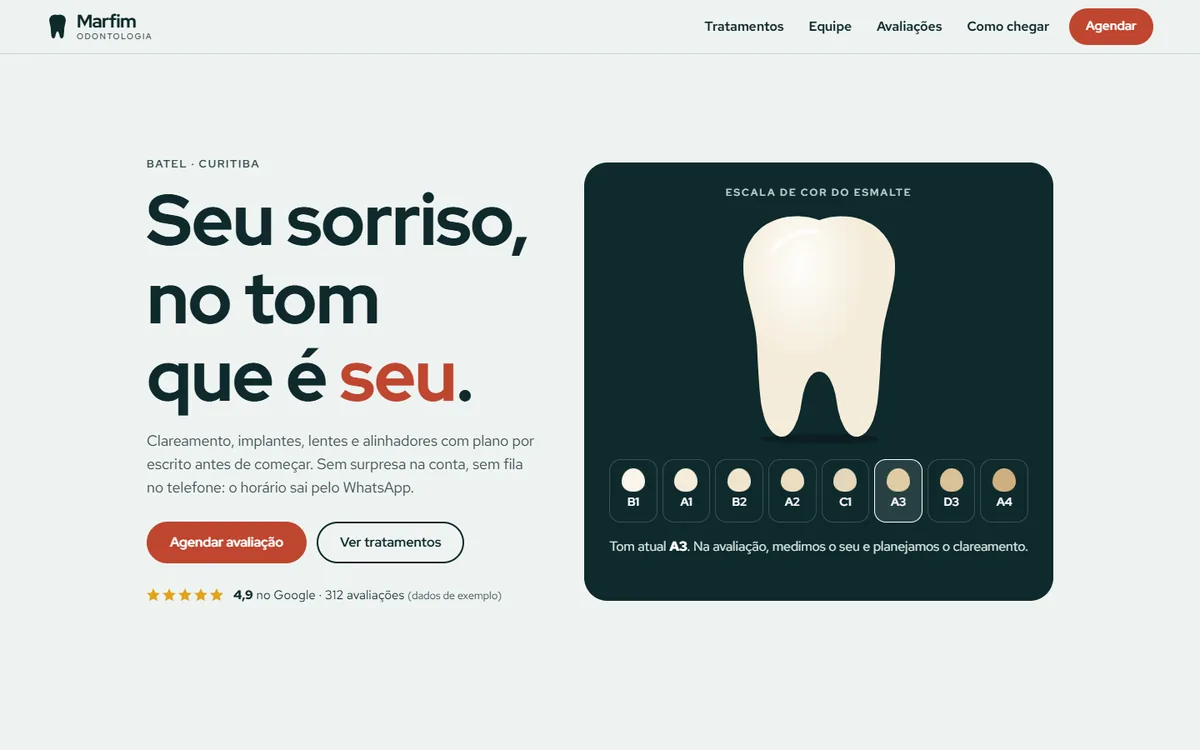 Marfim
ODONTOLOGIA
Tratamentos
Equipe
Avaliações
Como chegar
Agendar
BATEL · CURITIBA
Seu sorriso,
no tom
que é seu.
Clareamento, implantes, lentes e alinhadores com plano por
escrito antes de começar. Sem surpresa na conta, sem fila
no telefone: o horário sai pelo WhatsApp.
Agendar avaliação
Ver tratamentos
4,9 no Google · 312 avaliações (dados de exemplo)
ESCALA DE COR DO ESMALTE
B1
A1
B2
A2
C1
A3
D3
A4
Tom atual A3. Na avaliação, medimos o seu e planejamos o clareamento.